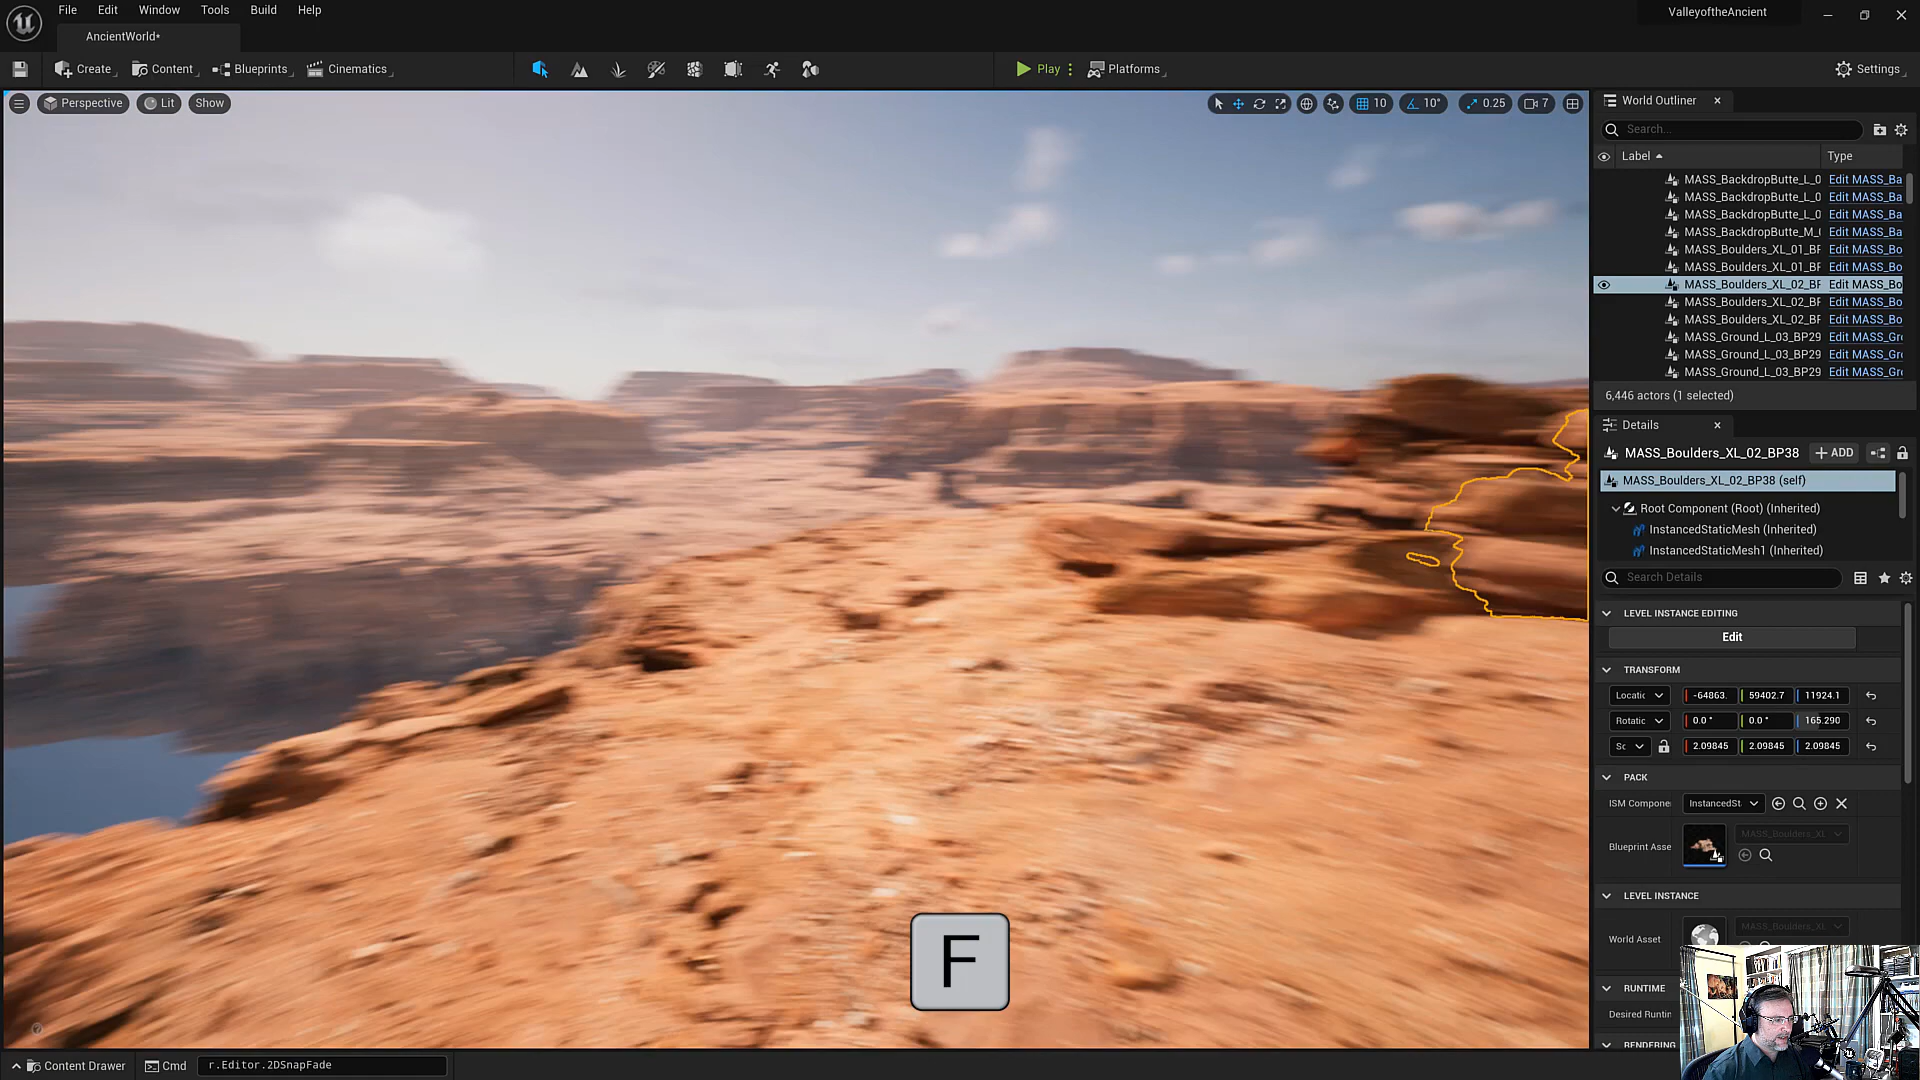 File Edit Window Tools Build Help
ValleyoftheAncient
AncientWorld*
Create Content Blueprints Cinematics
Play Platforms
Settings
Perspective Lit Show
10 10° 0.25 7
World Outliner
Search...
Label Type
MASS_BackdropButte_L_0 Edit MASS_Ba
MASS_BackdropButte_L_0 Edit MASS_Ba
MASS_BackdropButte_L_0 Edit MASS_Ba
MASS_BackdropButte_M_ Edit MASS_Ba
MASS_Boulders_XL_01_BF Edit MASS_Bo
MASS_Boulders_XL_01_BF Edit MASS_Bo
MASS_Boulders_XL_02_BF Edit MASS_Bo
MASS_Boulders_XL_02_BF Edit MASS_Bo
MASS_Boulders_XL_02_BF Edit MASS_Bo
MASS_Ground_L_03_BP29 Edit MASS_Gr
MASS_Ground_L_03_BP29 Edit MASS_Gr
MASS_Ground_L_03_BP29 Edit MASS_Gr
6,446 actors (1 selected)
Details
MASS_Boulders_XL_02_BP38 ADD
MASS_Boulders_XL_02_BP38 (self)
Root Component (Root) (Inherited)
InstancedStaticMesh (Inherited)
InstancedStaticMesh1 (Inherited)
Search Details
LEVEL INSTANCE EDITING
Edit
TRANSFORM
Locatic -64863. 59402.7 11924.1
Rotatic 0.0 ° 0.0 ° 165.290
Sc 2.09845 2.09845 2.09845
PACK
ISM Compone InstancedSt
MASS_Boulders_XL
Blueprint Asse
LEVEL INSTANCE
MASS_Boulders_XL
World Asset
RUNTIME
Desired Runtin
RENDERING
F
Content Drawer Cmd r.Editor.2DSnapFade